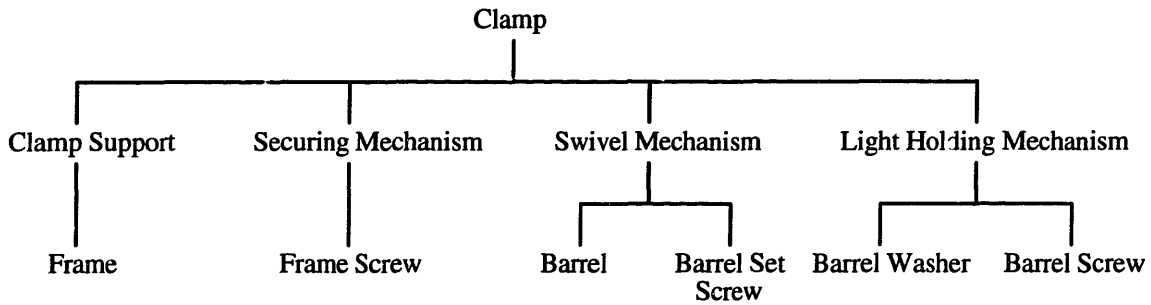 Clamp
Clamp Support
Securing Mechanism
Swivel Mechanism
Light Holding Mechanism
Frame
Frame Screw
Barrel
Barrel Set
Screw
Barrel Washer
Barrel Screw